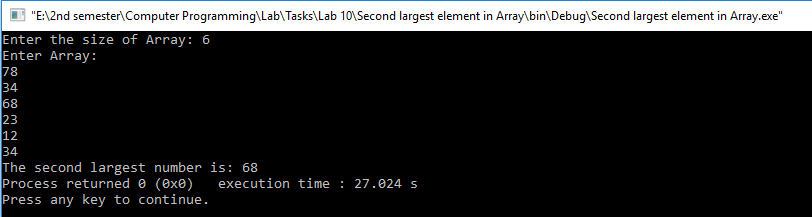 "E:\2nd semester\Computer Programming\Lab\Tasks\Lab 10\Second largest element in Array\bin\Debug\Second largest element in Array.exe"
Enter the size of Array: 6
Enter Array:
78
34
68
23
12
34
The second largest number is: 68
Process returned 0 (0x0)   execution time : 27.024 s
Press any key to continue.